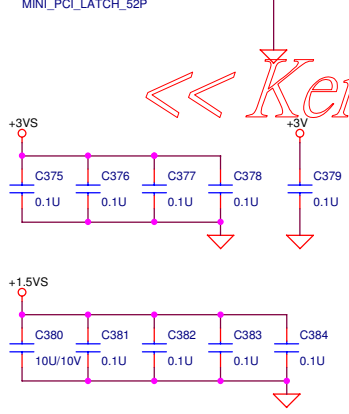 MINI_PCI_LATCH_52P
<< Ke
+3VS
+3V
C375
C376
C377
C378
C379
0.1U
0.1U
0.1U
0.1U
0.1U
+1.5VS
C380
C381
C382
C383
C384
10U/10V
0.1U
0.1U
0.1U
0.1U